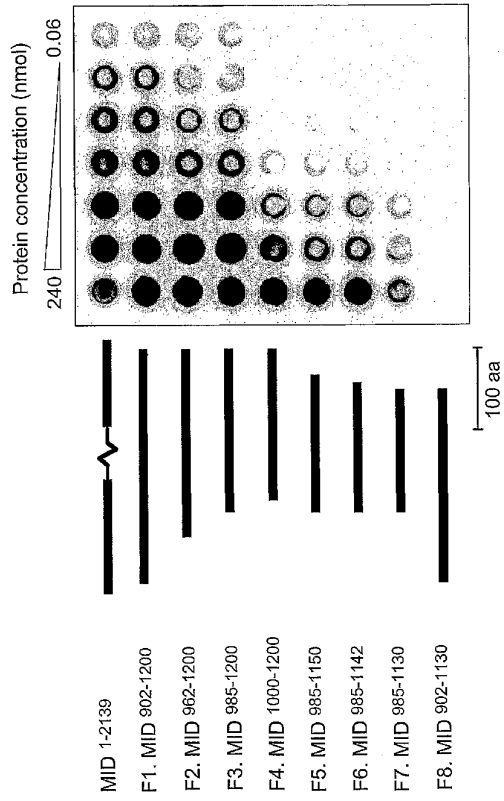 Protein concentration (nmol)
240 0.06
MID 1-2139
F1. MID 902-1200
F2. MID 962-1200
F3. MID 985-1200
F4. MID 1000-1200
F5. MID 985-1150
F6. MID 985-1142
F7. MID 985-1130
F8. MID 902-1130
100 aa